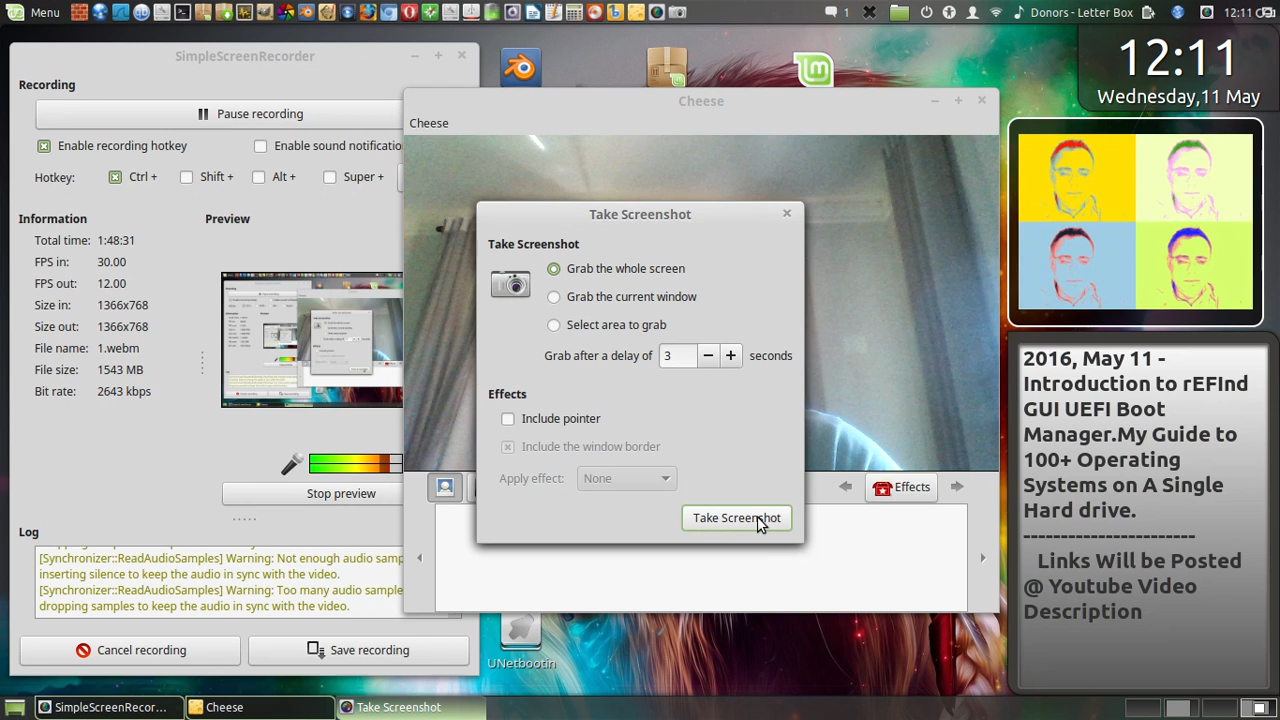 Menu
1
Donors - Letter Box
12:11
SimpleScreenRecorder
Recording
Pause recording
Enable recording hotkey
Enable sound notificatio
Hotkey:
Ctrl +
Shift +
Alt +
Super +
Information
Preview
Total time: 1:48:31
FPS in: 30.00
FPS out: 12.00
Size in: 1366x768
Size out: 1366x768
File name: 1.webm
File size: 1543 MB
Bit rate: 2643 kbps
Stop preview
Log
[Synchronizer::ReadAudioSamples] Warning: Not enough audio samp
inserting silence to keep the audio in sync with the video.
[Synchronizer::ReadAudioSamples] Warning: Too many audio sample
dropping samples to keep the audio in sync with the video.
Cancel recording
Save recording
Cheese
Cheese
Effects
Take Screenshot
Take Screenshot
Grab the whole screen
Grab the current window
Select area to grab
Grab after a delay of 3 seconds
Effects
Include pointer
Include the window border
Apply effect: None
Take Screenshot
UNetbootin
12:11
Wednesday,11 May
2016, May 11 -
Introduction to rEFInd
GUI UEFI Boot
Manager.My Guide to
100+ Operating
Systems on A Single
Hard drive.
-----------------------
Links Will be Posted
@ Youtube Video
Description
SimpleScreenRecor...
Cheese
Take Screenshot